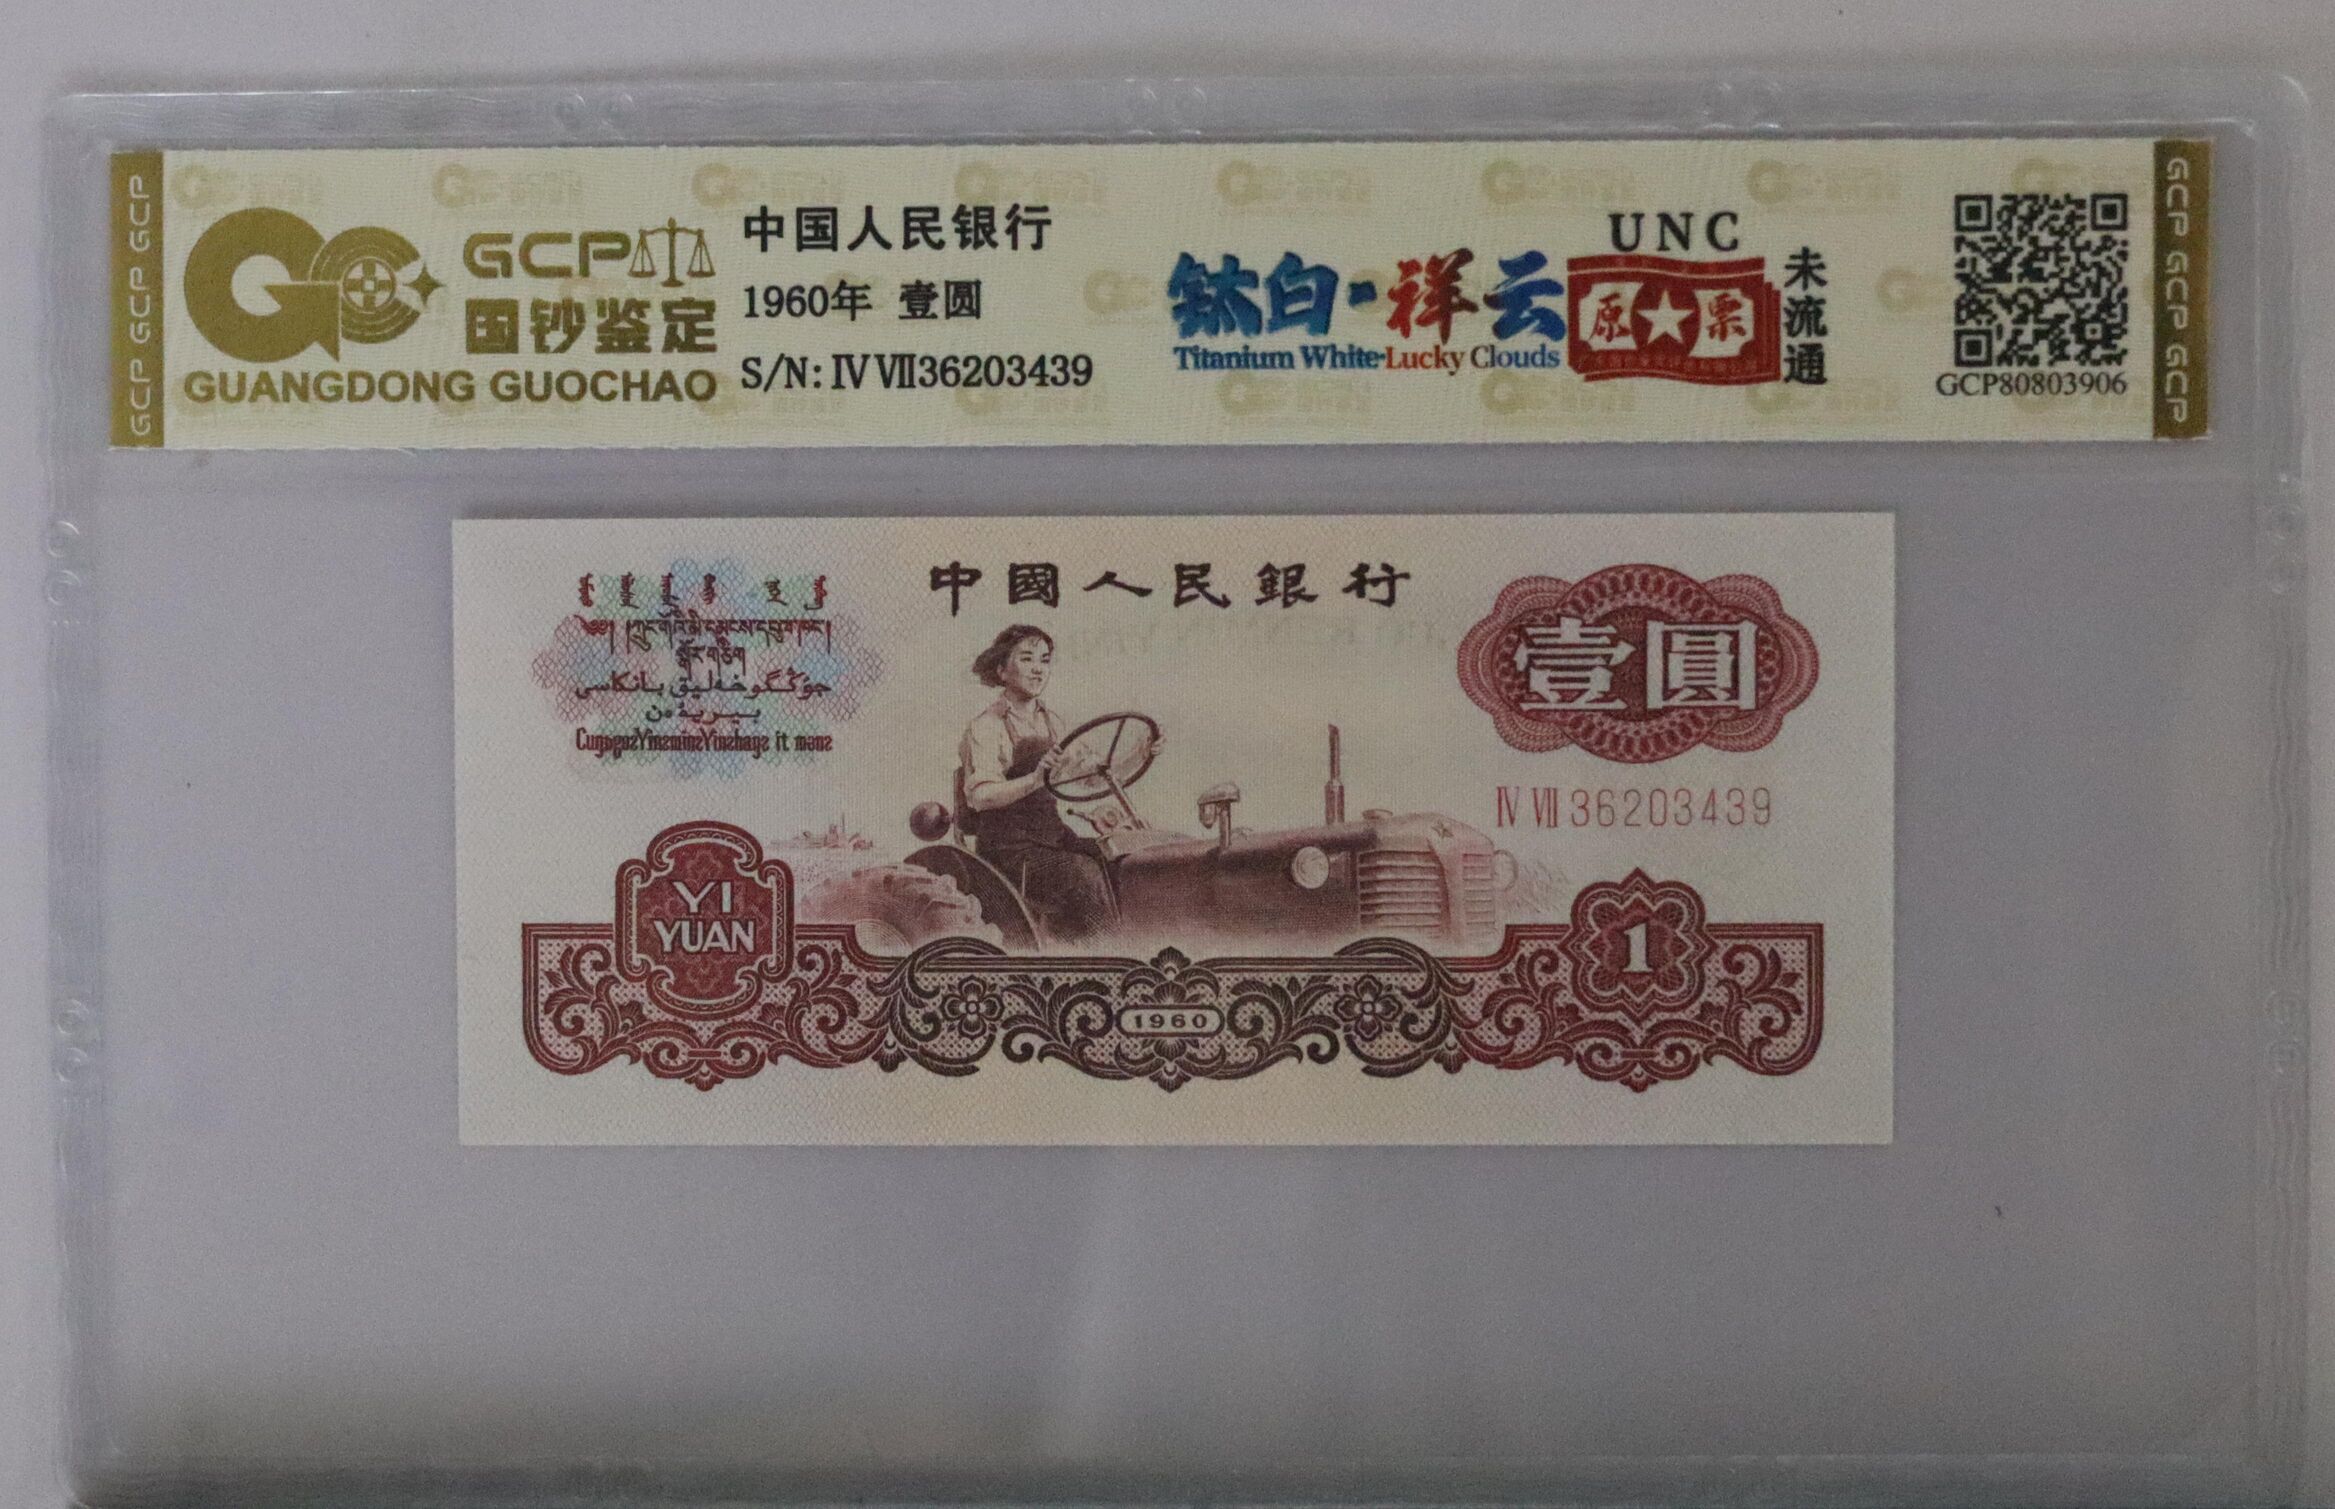 GCP GCP GCP
GCP
国钞鉴定
GUANGDONG GUOCHAO
中国人民银行
1960年 壹圆
S/N: IV VII36203439
钛白·祥云
Titanium White·Lucky Clouds
UNC
原★票
未流通
GCP80803906
GCP GCP GCP
中國人民銀行
壹圓
IV VII 36203439
YI
YUAN
1
1960